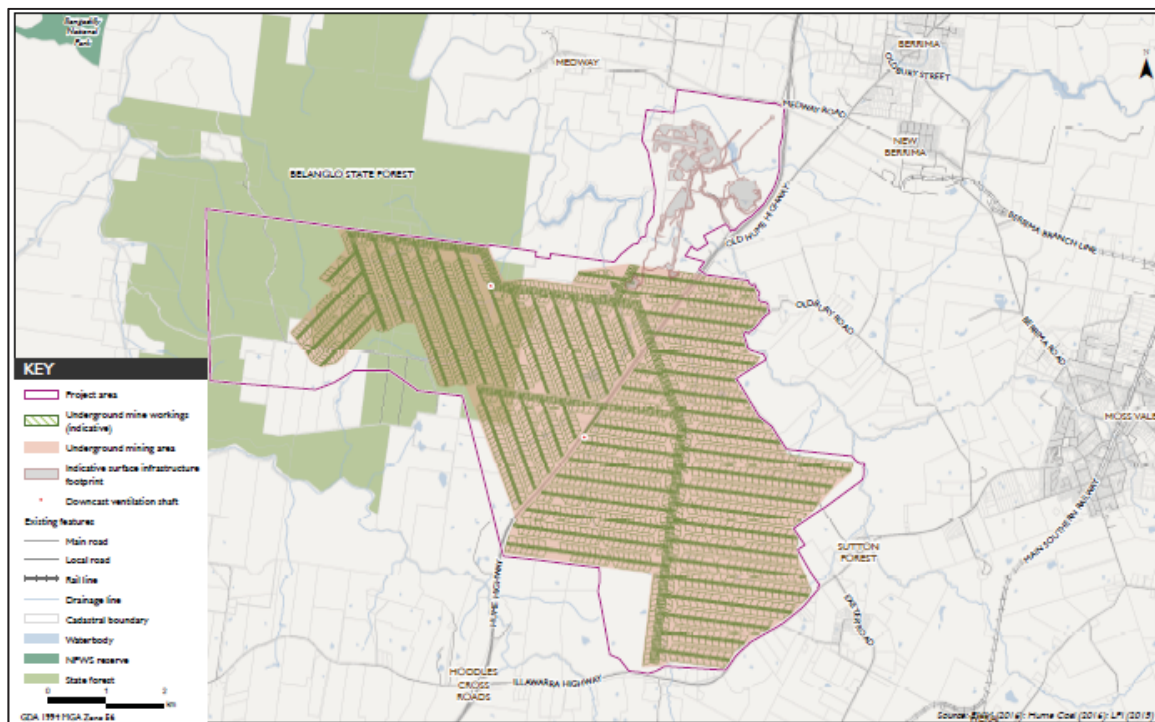 Bangadilly
National
Park
MEDWAY
BERRIMA
OLDBURY STREET
N
MEDWAY ROAD
NEW
BERRIMA
BELANGLO STATE FOREST
BERRIMA BRANCH LINE
OLD HUME HIGHWAY
OLDBURY ROAD
BERRIMA ROAD
MOSS VALE
KEY
Project area
Underground mine workings
(indicative)
Underground mining area
Indicative surface infrastructure
footprint
Downcast ventilation shaft
Existing features
Main road
Local road
Rail line
Drainage line
Cadastral boundary
Waterbody
NPWS reserve
State forest
0 1 2
km
GDA 1994 MGA Zone 56
MAIN SOUTHERN RAILWAY
SUTTON
FOREST
EXETER ROAD
HUME HIGHWAY
HODDLES
CROSS
ROADS
ILLAWARRA HIGHWAY
Source: EMM (2016); Hume Coal (2016); LPI (2015)